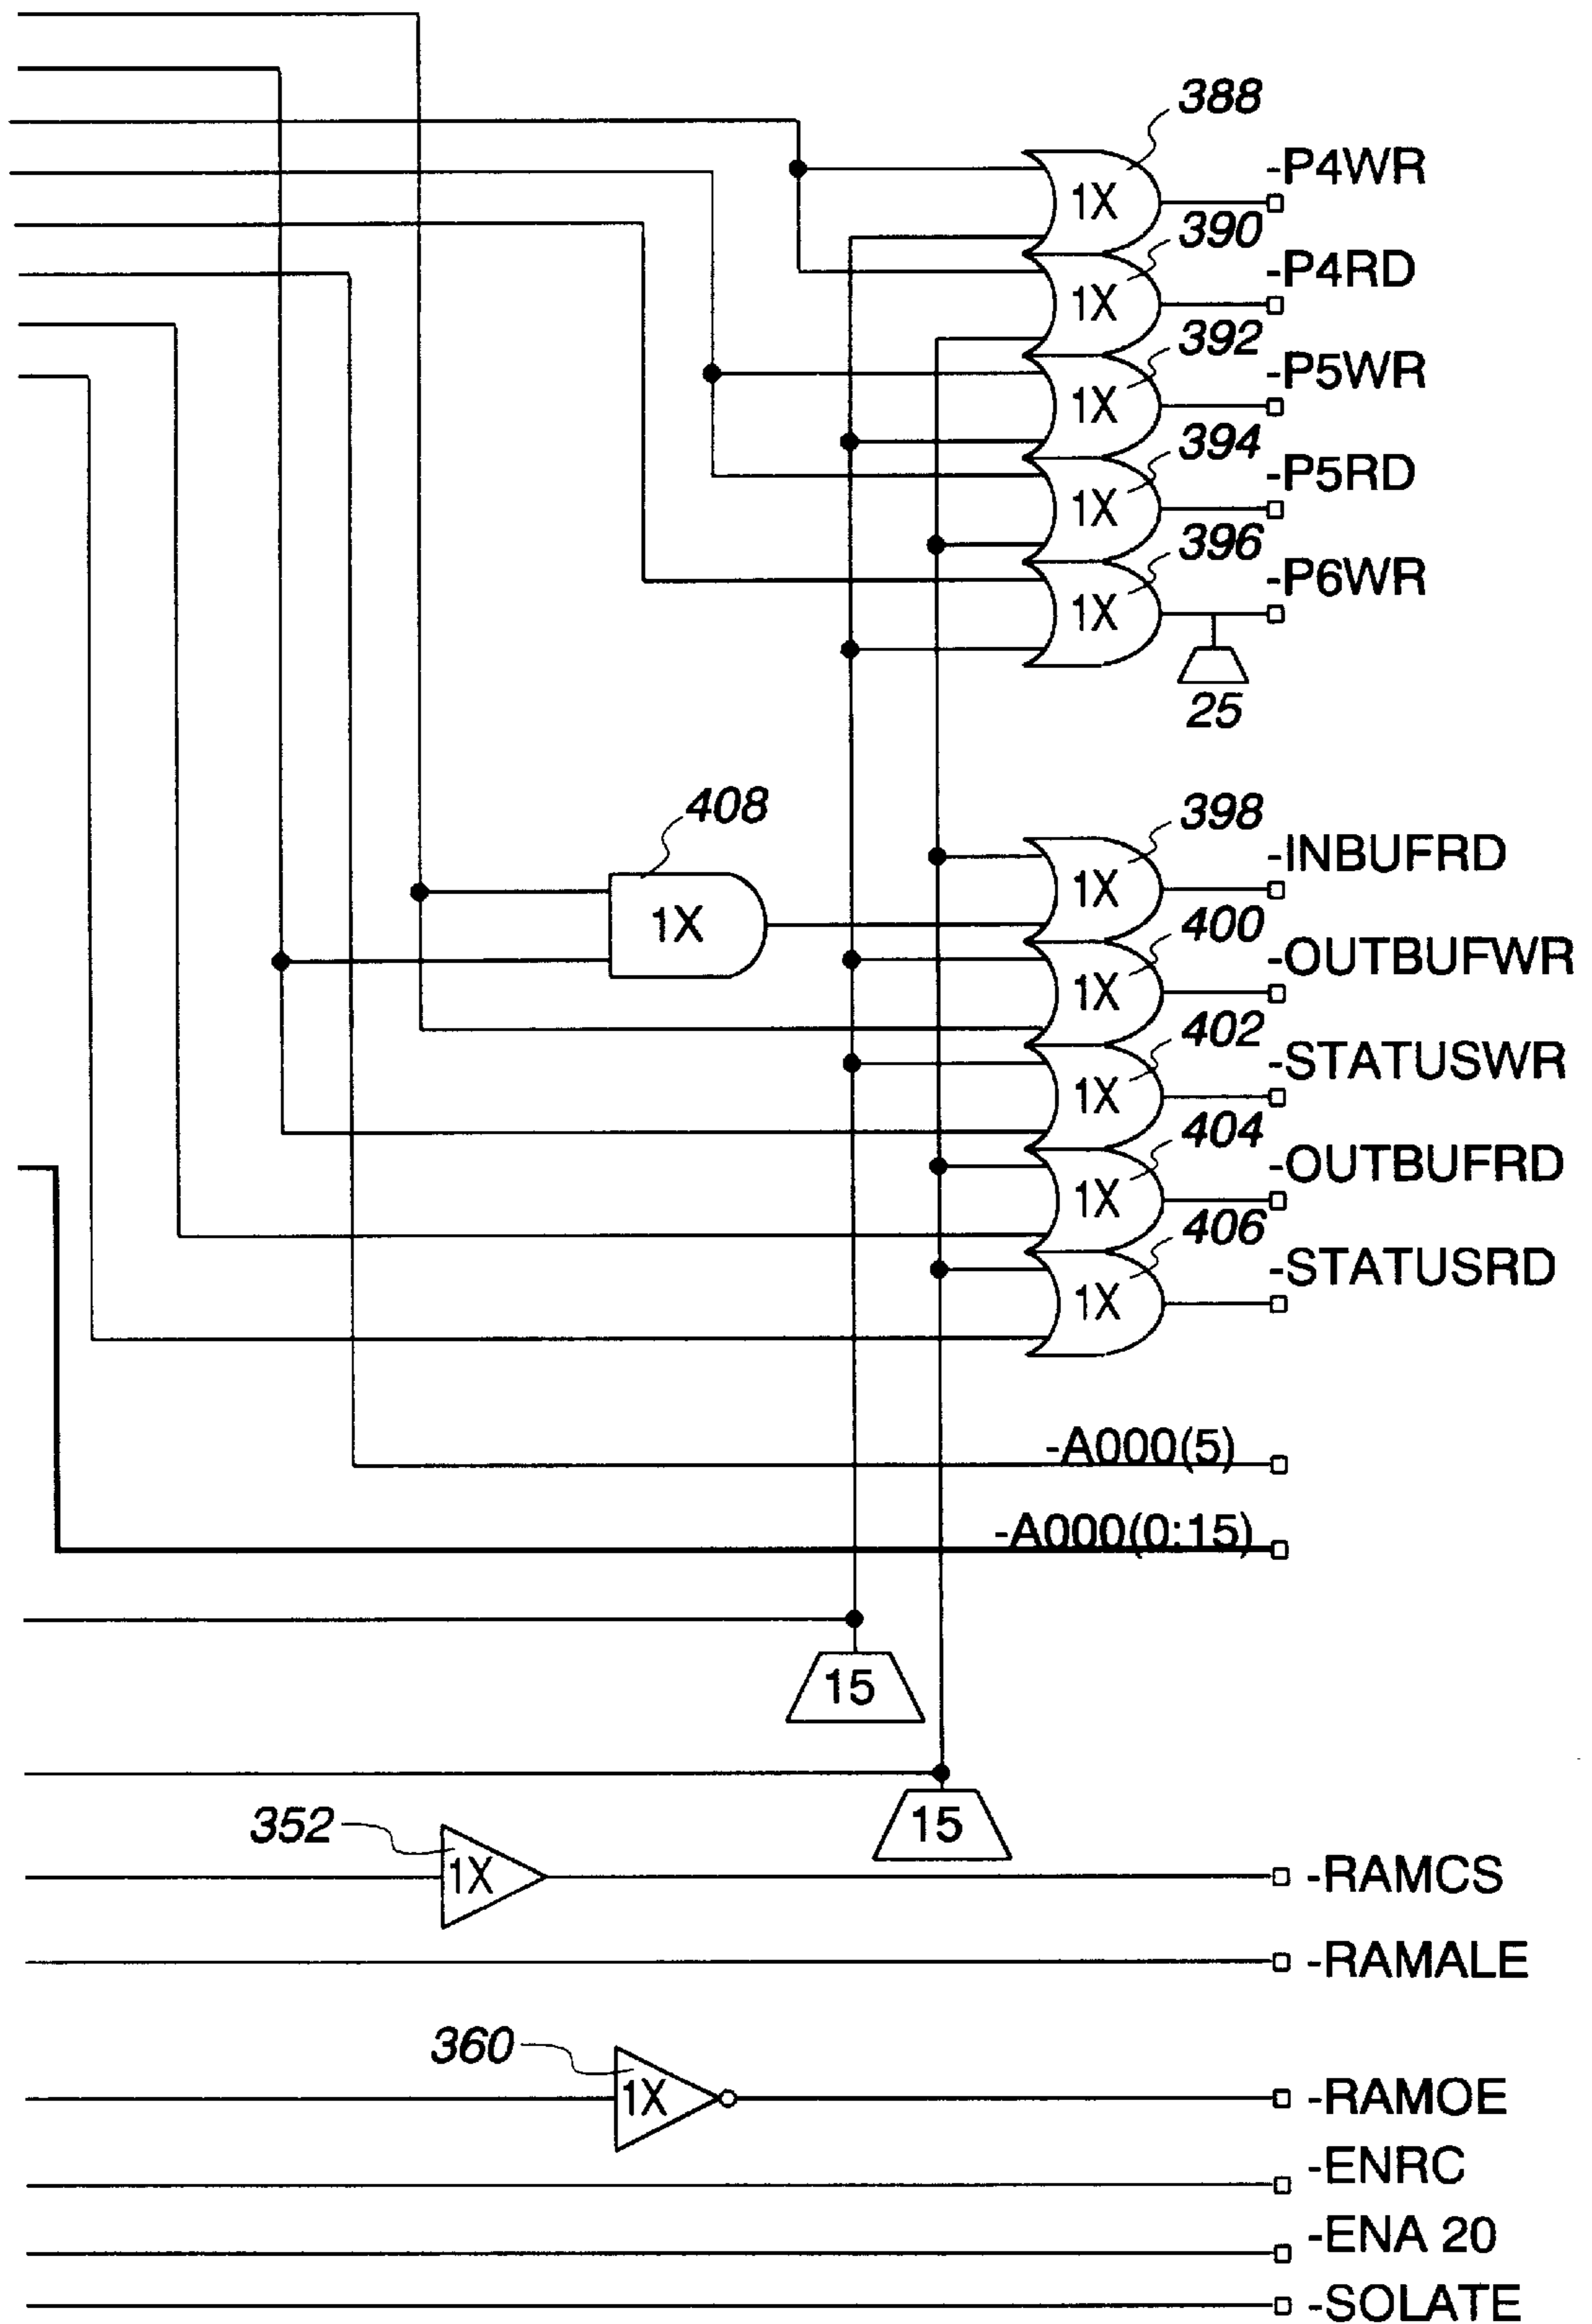 388
-P4WR
1X
390
-P4RD
1X
392
-P5WR
1X
394
-P5RD
1X
396
-P6WR
1X
25
408
1X
398
-INBUFRD
1X
400
-OUTBUFWR
1X
402
-STATUSWR
1X
404
-OUTBUFRD
1X
406
-STATUSRD
1X
-A000(5)
-A000(0:15)
15
15
352
1X
-RAMCS
-RAMALE
360
1X
-RAMOE
-ENRC
-ENA 20
-SOLATE